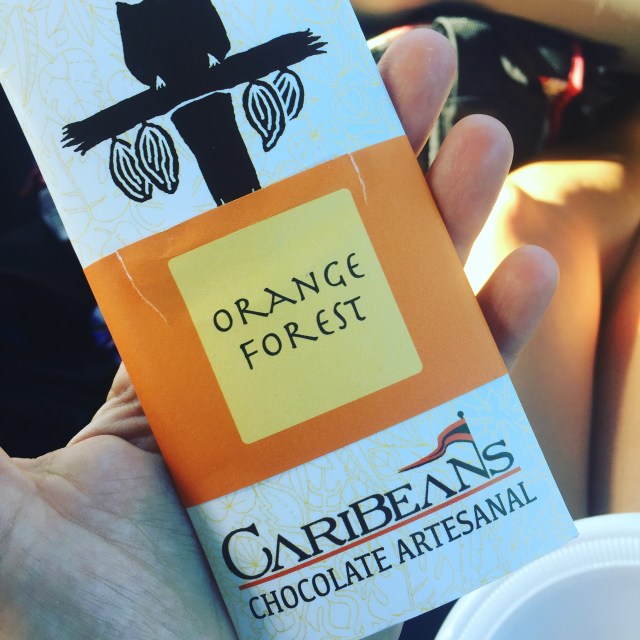 ORANGE
FOREST
CARIBEANS
CHOCOLATE ARTESANAL